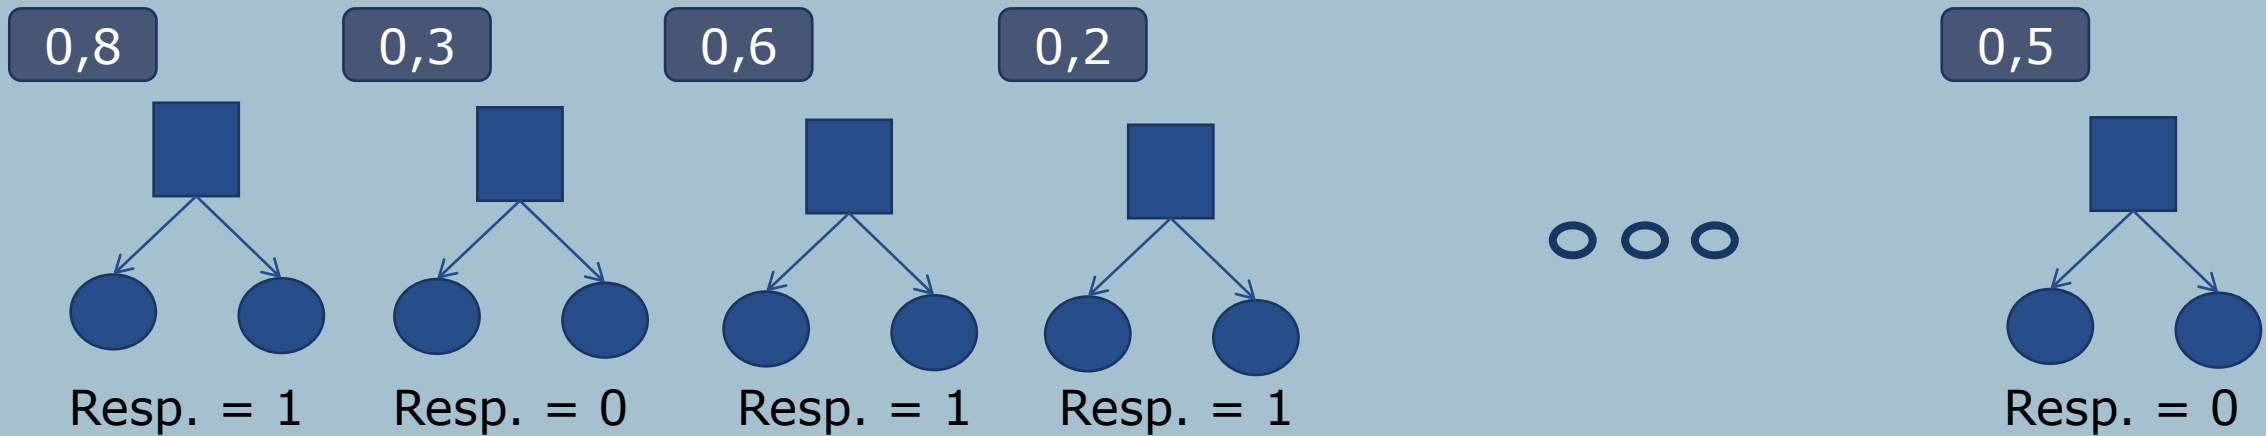 0,8 0,3 0,6 0,2 0,5
Resp. = 1 Resp. = 0 Resp. = 1 Resp. = 1 Resp. = 0